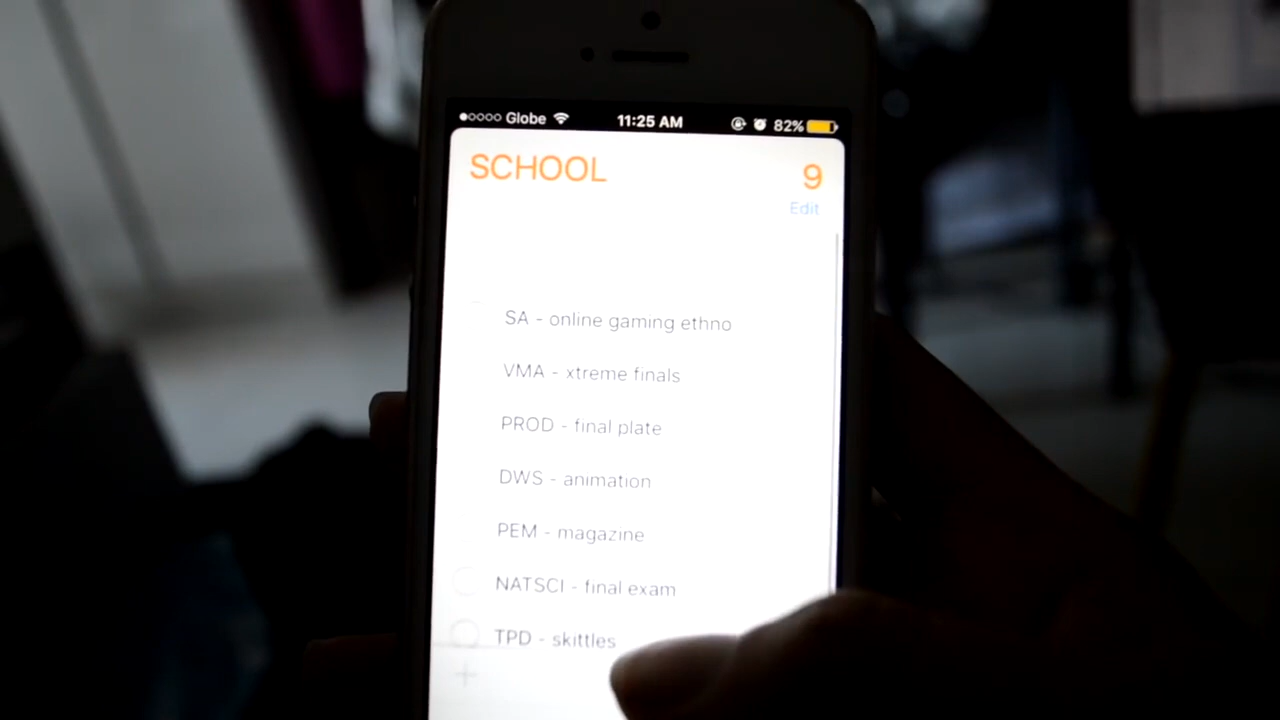 Globe 11:25 AM 82%
SCHOOL 9
Edit
SA - online gaming ethno
VMA - xtreme finals
PROD - final plate
DWS - animation
PEM - magazine
NATSCI - final exam
TPD - skittles